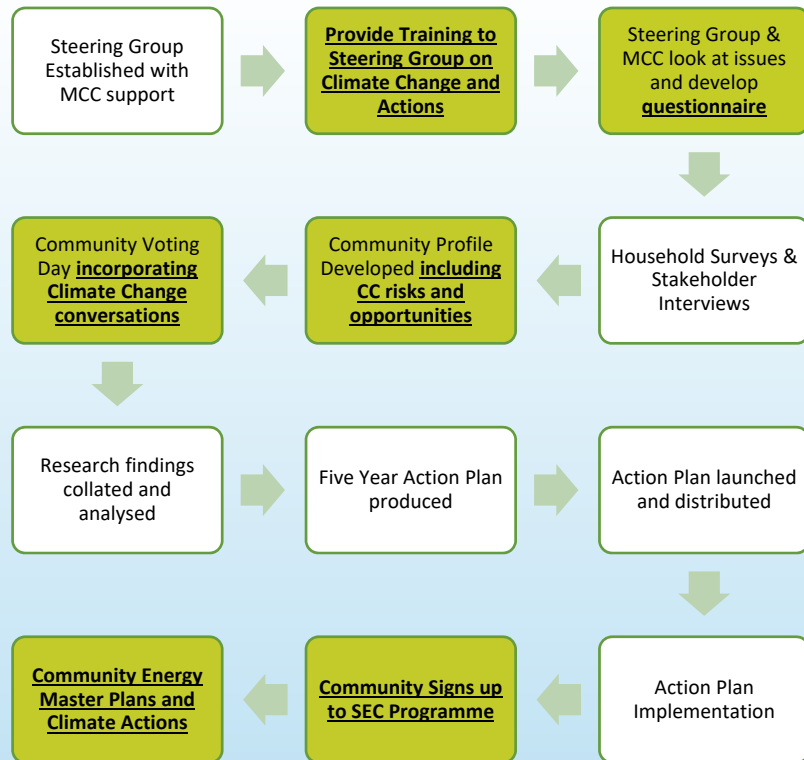 Steering Group
Established with
MCC support
Provide Training to
Steering Group on
Climate Change and
Actions
Steering Group &
MCC look at issues
and develop
questionnaire
Household Surveys &
Stakeholder
Interviews
Community Profile
Developed including
CC risks and
opportunities
Community Voting
Day incorporating
Climate Change
conversations
Research findings
collated and
analysed
Five Year Action Plan
produced
Action Plan launched
and distributed
Action Plan
Implementation
Community Signs up
to SEC Programme
Community Energy
Master Plans and
Climate Actions